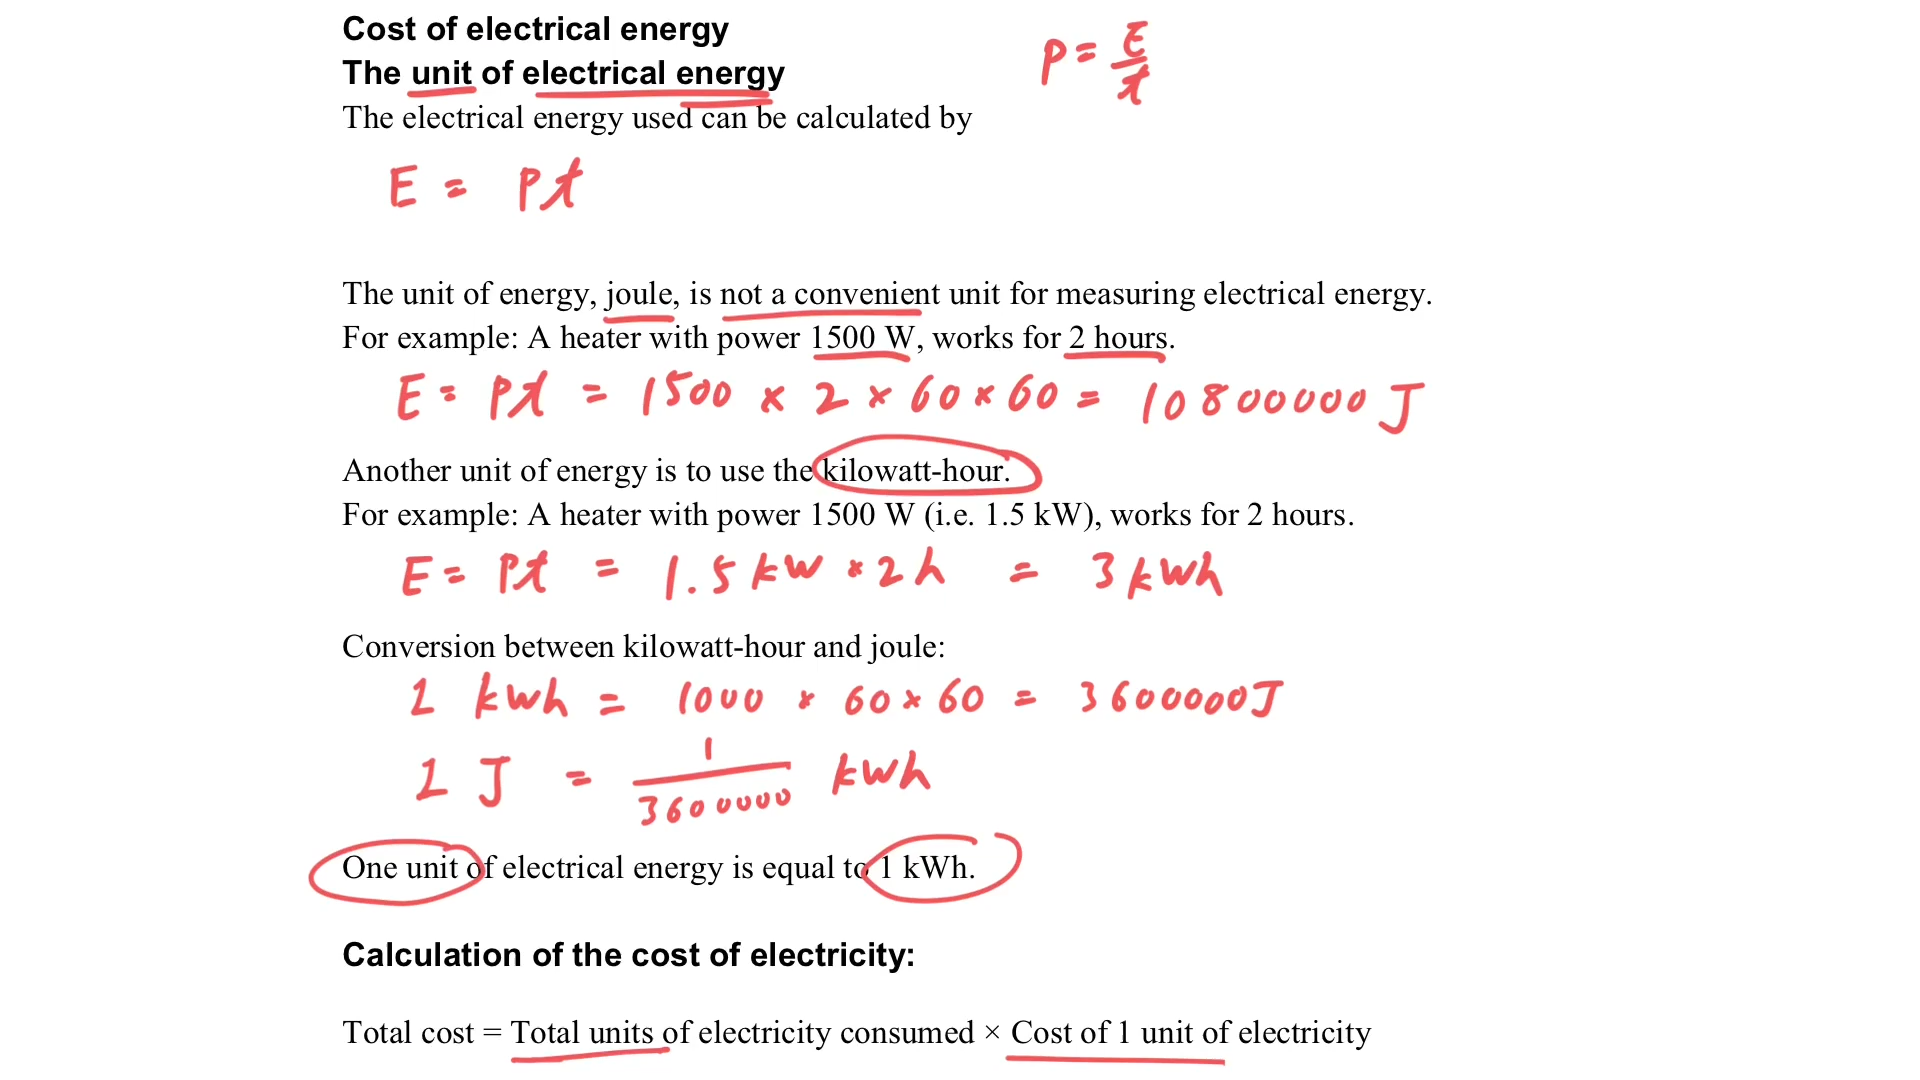 Cost of electrical energy
P = E/t
The unit of electrical energy
The electrical energy used can be calculated by
E = Pt
The unit of energy, joule, is not a convenient unit for measuring electrical energy.
For example: A heater with power 1500 W, works for 2 hours.
E = Pt = 1500 × 2 × 60 × 60 = 10800000 J
Another unit of energy is to use the kilowatt-hour.
For example: A heater with power 1500 W (i.e. 1.5 kW), works for 2 hours.
E = Pt = 1.5 kW × 2 h = 3 kWh
Conversion between kilowatt-hour and joule:
1 kWh = 1000 × 60 × 60 = 3600000 J
1 J = 1/3600000 kWh
One unit of electrical energy is equal to 1 kWh.
Calculation of the cost of electricity:
Total cost = Total units of electricity consumed × Cost of 1 unit of electricity